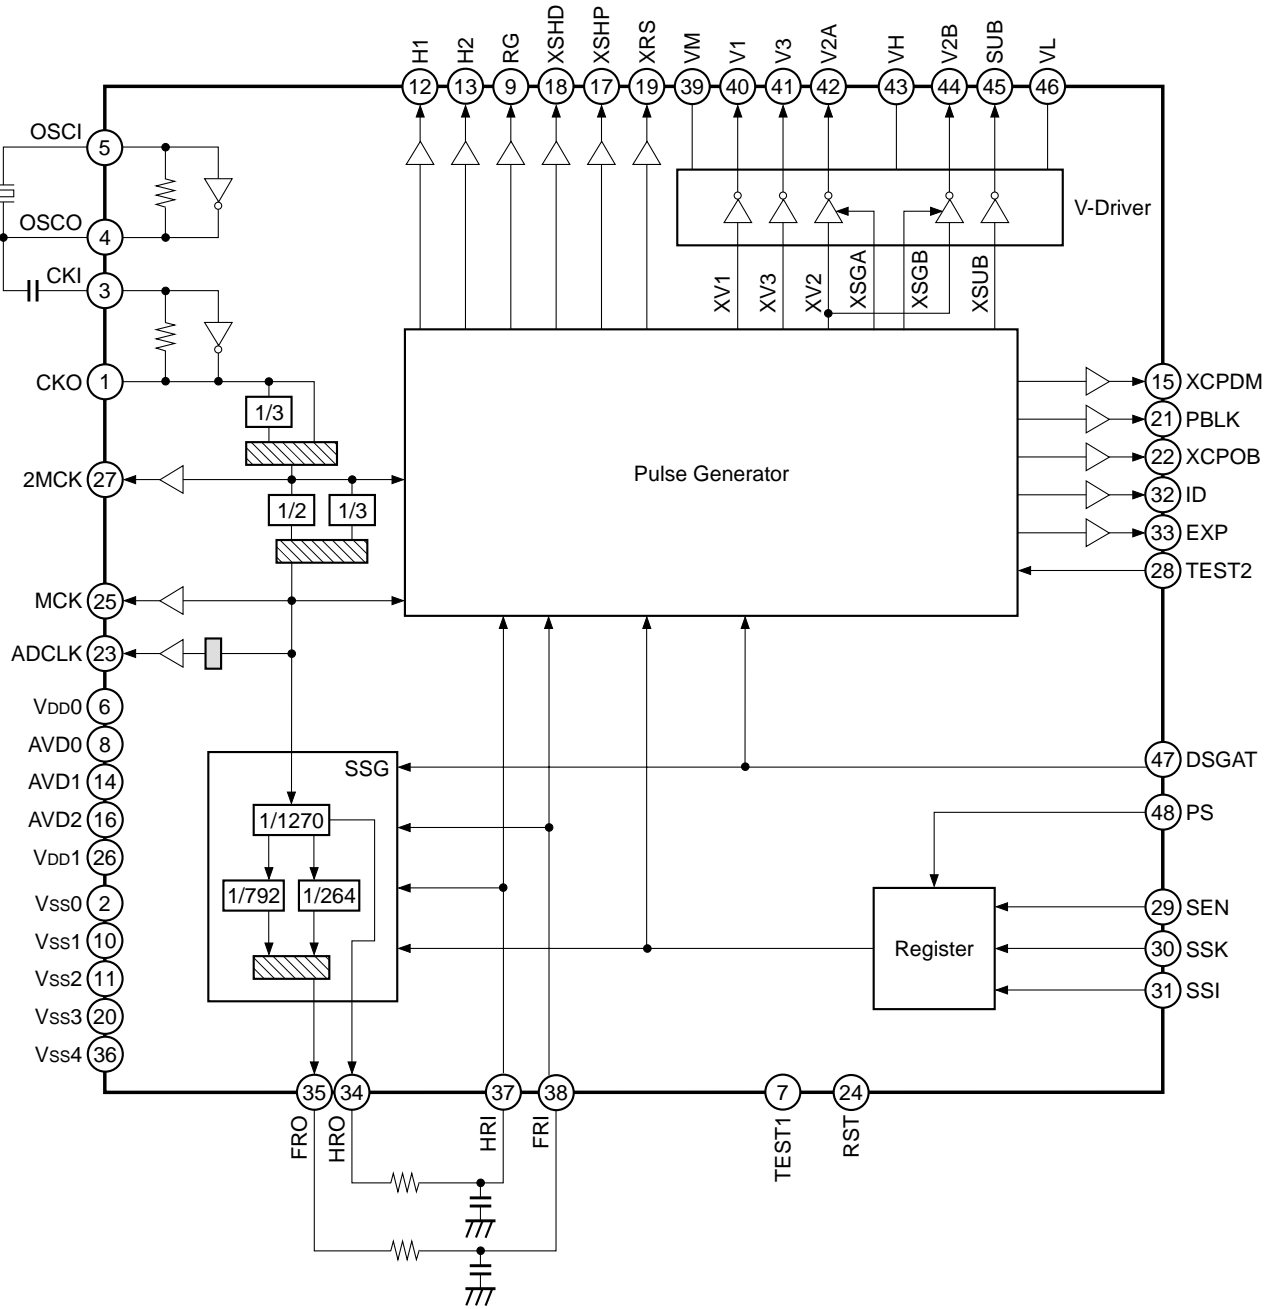 H1
H2
RG
XSHD
XSHP
XRS
VM
V1
V3
V2A
VH
V2B
SUB
VL
12
13
9
18
17
19
39
40
41
42
43
44
45
46
OSCI
5
OSCO
4
CKI
3
CKO
1
1/3
2MCK
27
1/2
1/3
MCK
25
ADCLK
23
VDD0
6
AVD0
8
AVD1
14
AVD2
16
VDD1
26
VSS0
2
VSS1
10
VSS2
11
VSS3
20
VSS4
36
V-Driver
XV1
XV3
XV2
XSGA
XSGB
XSUB
Pulse Generator
15
XCPDM
21
PBLK
22
XCPOB
32
ID
33
EXP
28
TEST2
47
DSGAT
48
PS
29
SEN
30
SSK
31
SSI
Register
SSG
1/1270
1/792
1/264
35
34
37
38
7
24
FRO
HRO
HRI
FRI
TEST1
RST